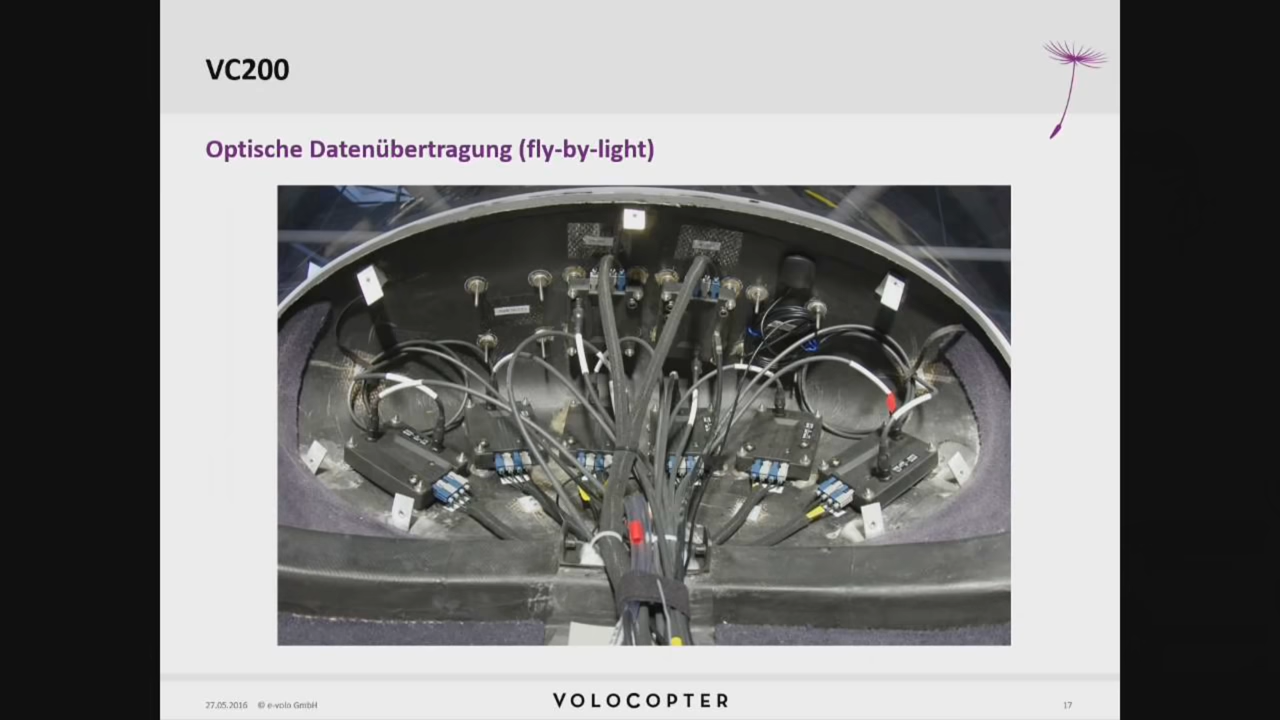 VC200
Optische Datenübertragung (fly-by-light)
27.05.2016 © e-volo GmbH
VOLOCOPTER
17